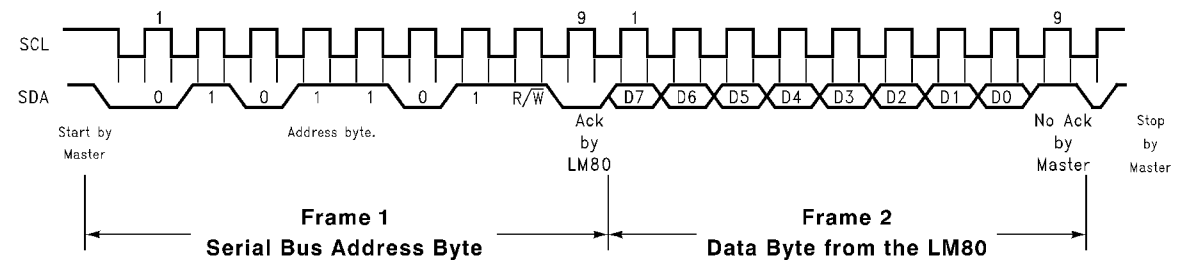 1 9 1 9
SCL
SDA 0 1 0 1 1 0 1 R/W̅ D7 D6 D5 D4 D3 D2 D1 D0
Start by
Master
Address byte.
Ack
by
LM80
No Ack
by
Master
Stop
by
Master
Frame 1
Serial Bus Address Byte
Frame 2
Data Byte from the LM80